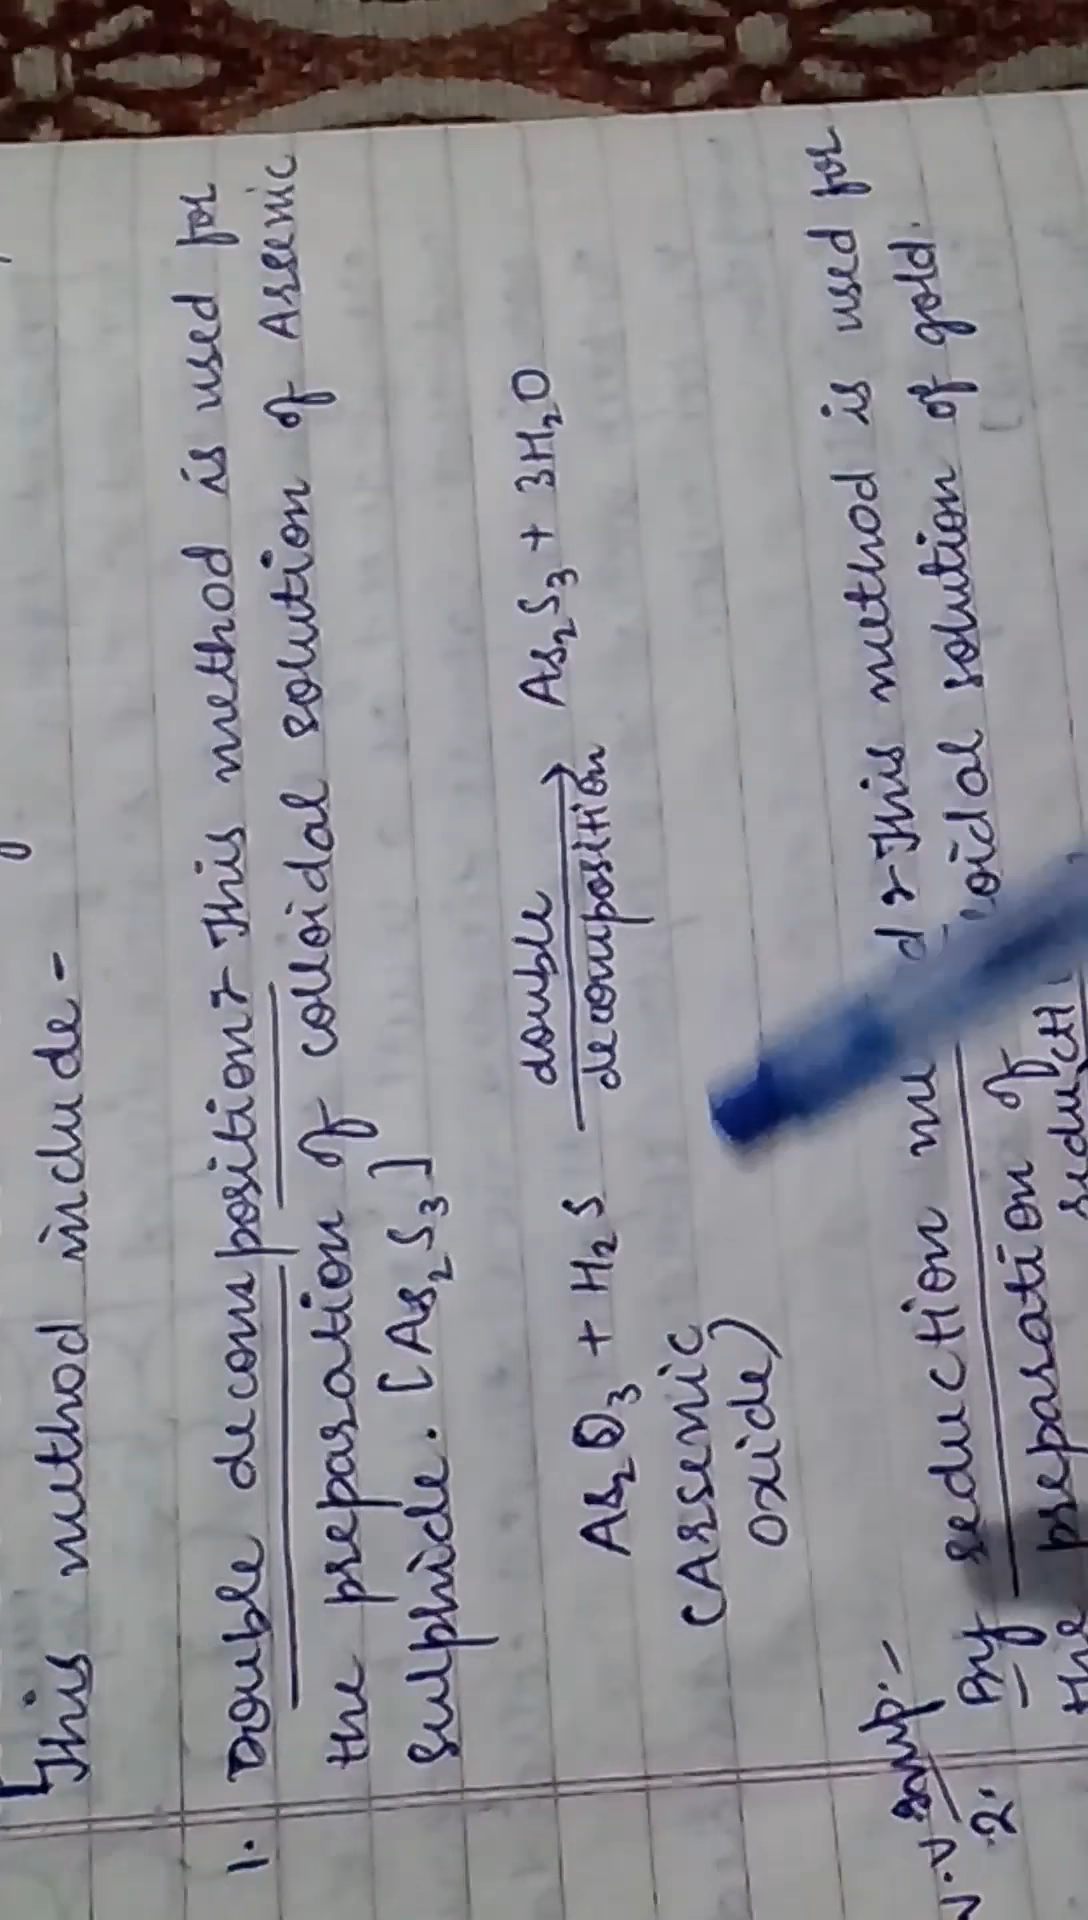 This method include -
1. Double decomposition :- This method is used for
the preparation of colloidal solution of Arsenic
Sulphide. [As₂S₃]
As₂O₃ + H₂S double decomposition → As₂S₃ + 3H₂O
(Arsenic
oxide)
V.V. Imp. -
2. By reduction :- This method is used for
the preparation of solution of gold.